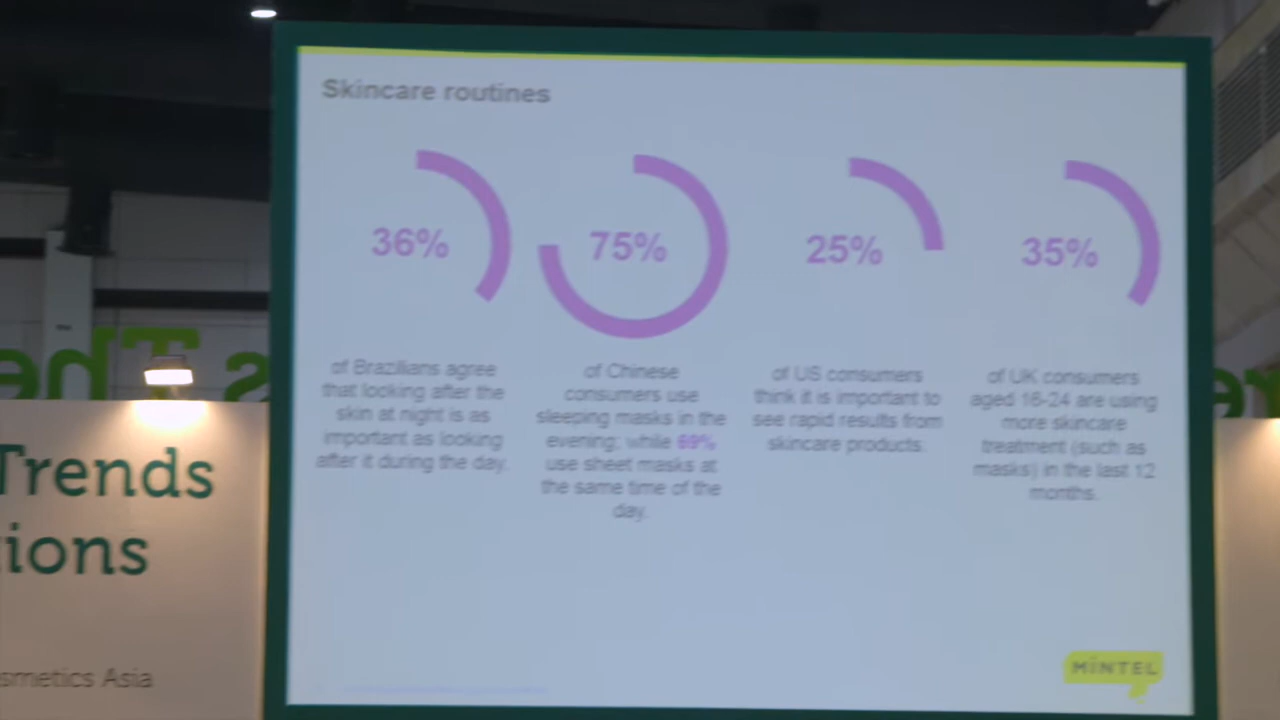 Skincare routines
36%
of Brazilians agree
that looking after the
skin at night is as
important as looking
after it during the day.
75%
of Chinese
consumers use
sleeping masks in the
evening; while 69%
use sheet masks at
the same time of the
day.
25%
of US consumers
think it is important to
see rapid results from
skincare products.
35%
of UK consumers
aged 16-24 are using
more skincare
treatment (such as
masks) in the last 12
months.
MINTEL
Trends
tions
smetics Asia
s The